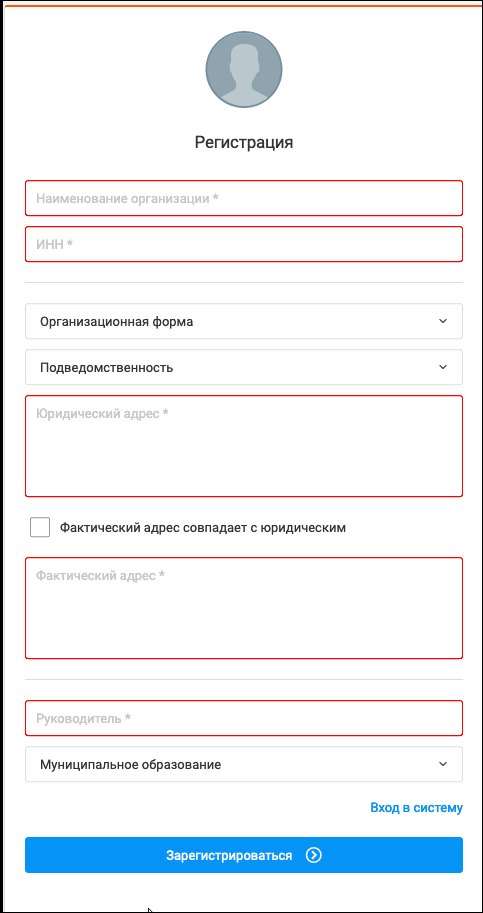 Регистрация
Наименование организации *
ИНН *
Организационная форма
Подведомственность
Юридический адрес *
Фактический адрес совпадает с юридическим
Фактический адрес *
Руководитель *
Муниципальное образование
Вход в систему
Зарегистрироваться